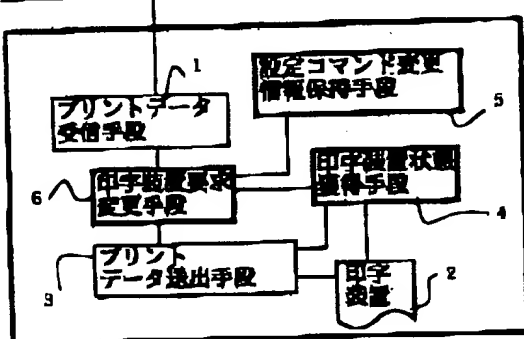 1
プリントデータ
受信手段
設定コマンド変更
情報保持手段
5
6
印字装置要求
変更手段
印字装置状態
獲得手段
4
3
プリント
データ送出手段
印字
装置
2